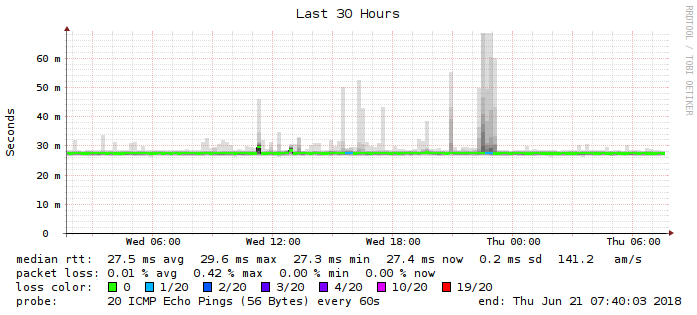 Last 30 Hours
RRDTOOL / TOBI OETIKER
Seconds
60 m
50 m
40 m
30 m
20 m
10 m
0
Wed 06:00 Wed 12:00 Wed 18:00 Thu 00:00 Thu 06:00
median rtt: 27.5 ms avg 29.6 ms max 27.3 ms min 27.4 ms now 0.2 ms sd 141.2 am/s
packet loss: 0.01 % avg 0.42 % max 0.00 % min 0.00 % now
loss color: 0 1/20 2/20 3/20 4/20 10/20 19/20
probe: 20 ICMP Echo Pings (56 Bytes) every 60s end: Thu Jun 21 07:40:03 2018